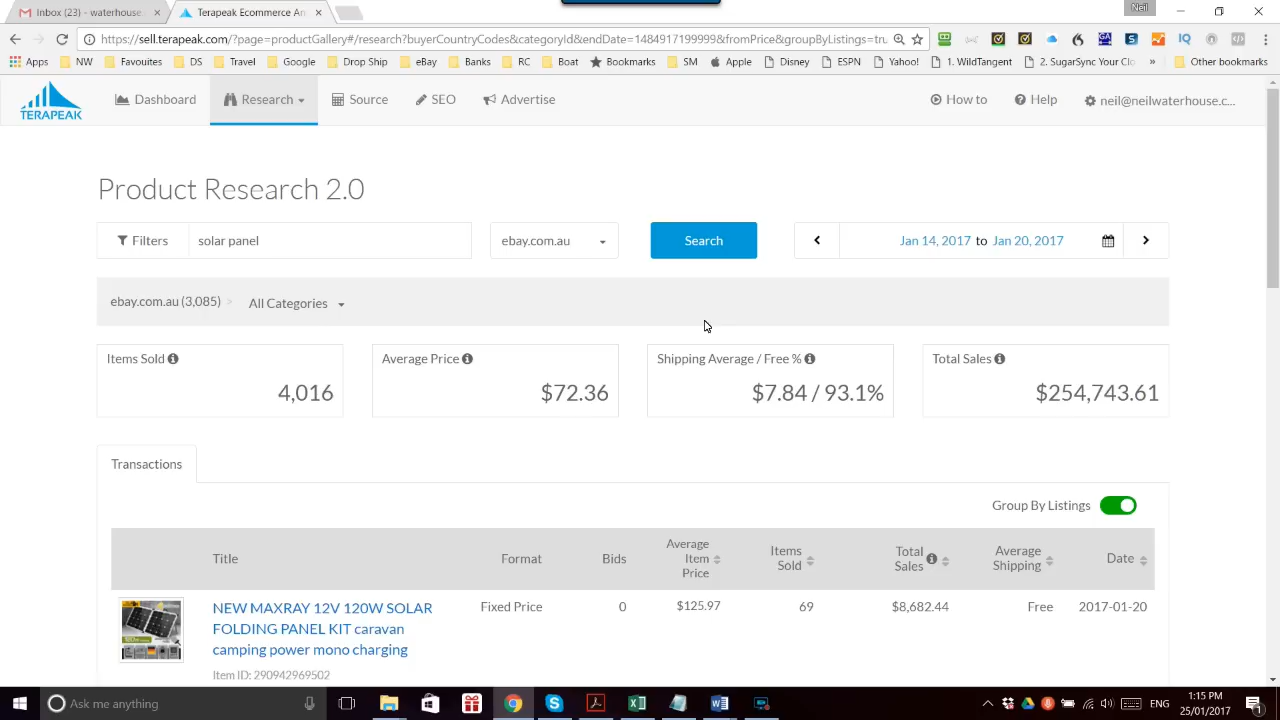 Neil
Inbox (3) - waterhouse.
Terapeak Ecommerce An
https://sell.terapeak.com/?page=productGallery#/research?buyerCountryCodes&categoryId&endDate=1484917199999&fromPrice&groupByListings=tru
Apps NW Favouites DS Travel Google Drop Ship eBay Banks RC Boat Bookmarks SM Apple Disney ESPN Yahoo! 1. WildTangent 2. SugarSync Your Clo » Other bookmarks
TERAPEAK Dashboard Research Source SEO Advertise How to Help neil@neilwaterhouse.c...
Product Research 2.0
Filters solar panel ebay.com.au Search Jan 14, 2017 to Jan 20, 2017
ebay.com.au (3,085) > All Categories
Items Sold Average Price Shipping Average / Free % Total Sales
4,016 $72.36 $7.84 / 93.1% $254,743.61
Transactions
Group By Listings
Title Format Bids Average Item Price Items Sold Total Sales Average Shipping Date
NEW MAXRAY 12V 120W SOLAR Fixed Price 0 $125.97 69 $8,682.44 Free 2017-01-20
FOLDING PANEL KIT caravan
camping power mono charging
Item ID: 290942969502
Ask me anything ENG 1:15 PM
25/01/2017